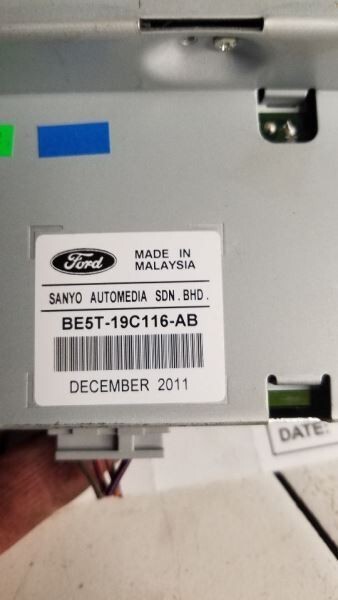 Ford
MADE IN
MALAYSIA
SANYO AUTOMEDIA SDN.BHD.
BE5T-19C116-AB
DECEMBER 2011
DATE: